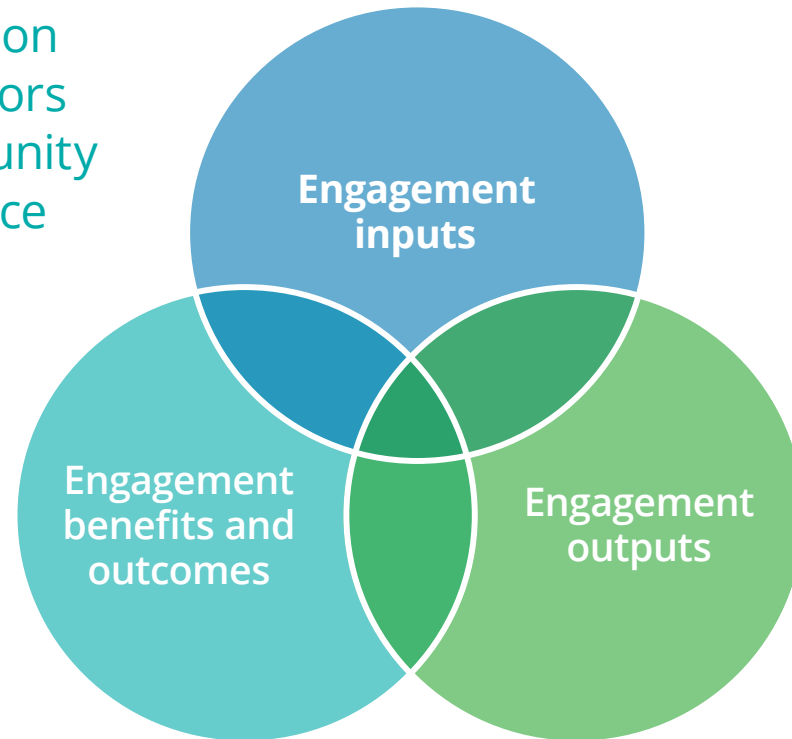 on
ors
unity
ce
Engagement
inputs
Engagement
benefits and
outcomes
Engagement
outputs